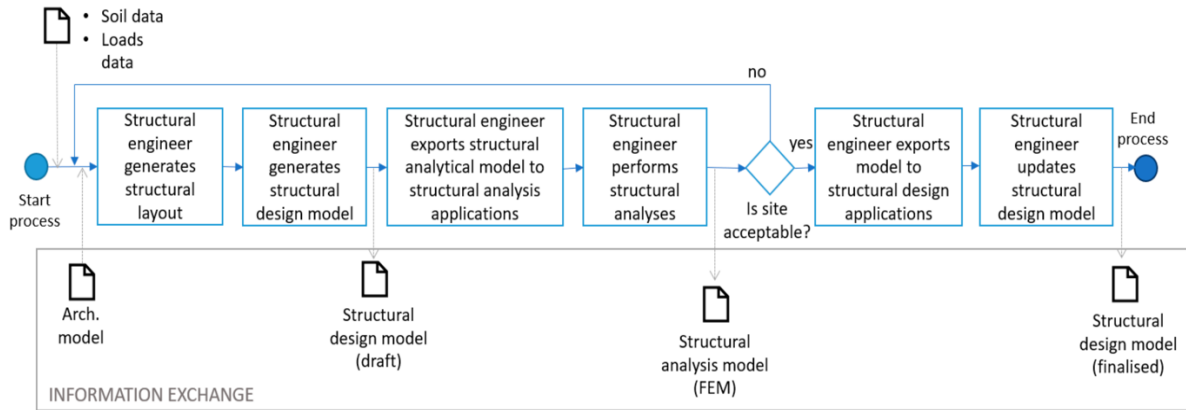 • Soil data
• Loads
data
no
Start
process
Structural
engineer
generates
structural
layout
Structural
engineer
generates
structural
design model
Structural engineer
exports structural
analytical model to
structural analysis
applications
Structural
engineer
performs
structural
analyses
Is site
acceptable?
yes
Structural
engineer exports
model to
structural design
applications
Structural
engineer
updates
structural
design model
End
process
Arch.
model
Structural
design model
(draft)
Structural
analysis model
(FEM)
Structural
design model
(finalised)
INFORMATION EXCHANGE